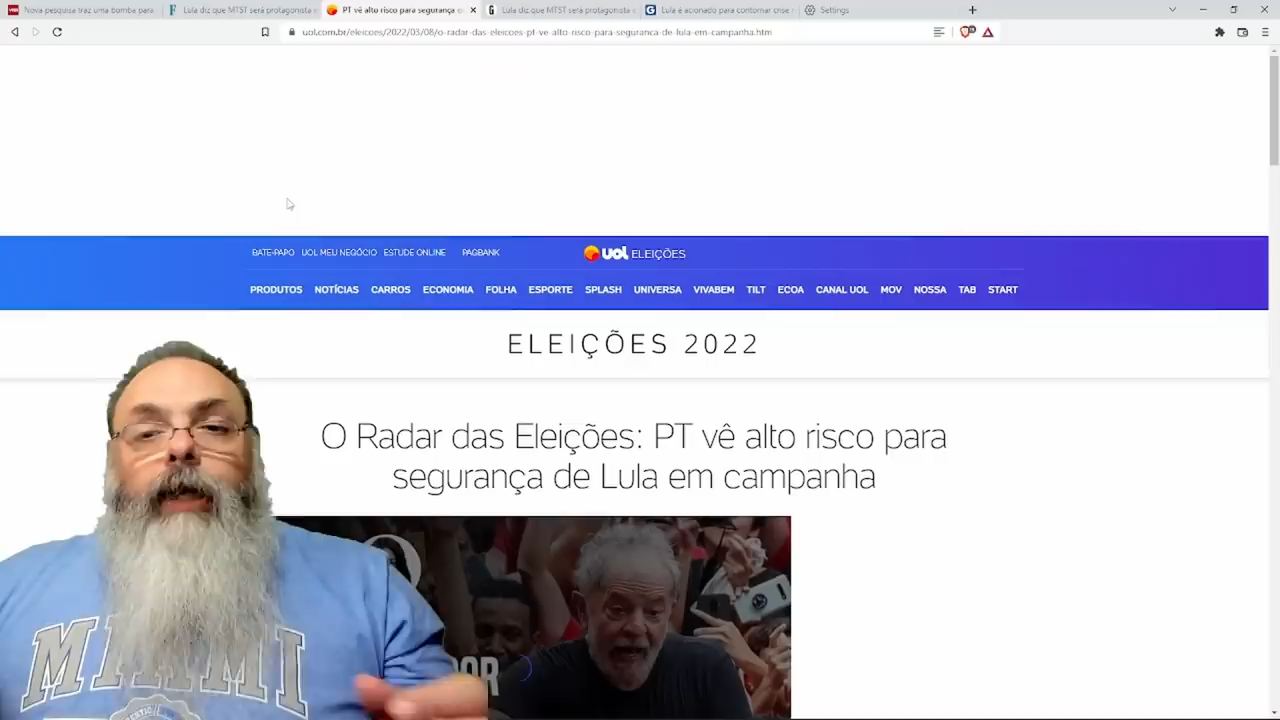 Nova pesquisa traz uma bomba para
Lula diz que MTST será protagonista
PT vê alto risco para segurança
Lula diz que MTST será protagonista
Lula é acionado para contornar crise
Settings
uol.com.br/eleicoes/2022/03/08/o-radar-das-eleicoes-pt-ve-alto-risco-para-seguranca-de-lula-em-campanha.htm
BATE-PAPO UOL MEU NEGÓCIO ESTUDE ONLINE PAGBANK
uol ELEIÇÕES
PRODUTOS NOTÍCIAS CARROS ECONOMIA FOLHA ESPORTE SPLASH UNIVERSA VIVABEM TILT ECOA CANAL UOL MOV NOSSA TAB START
ELEIÇÕES 2022
O Radar das Eleições: PT vê alto risco para
segurança de Lula em campanha
MIAMI